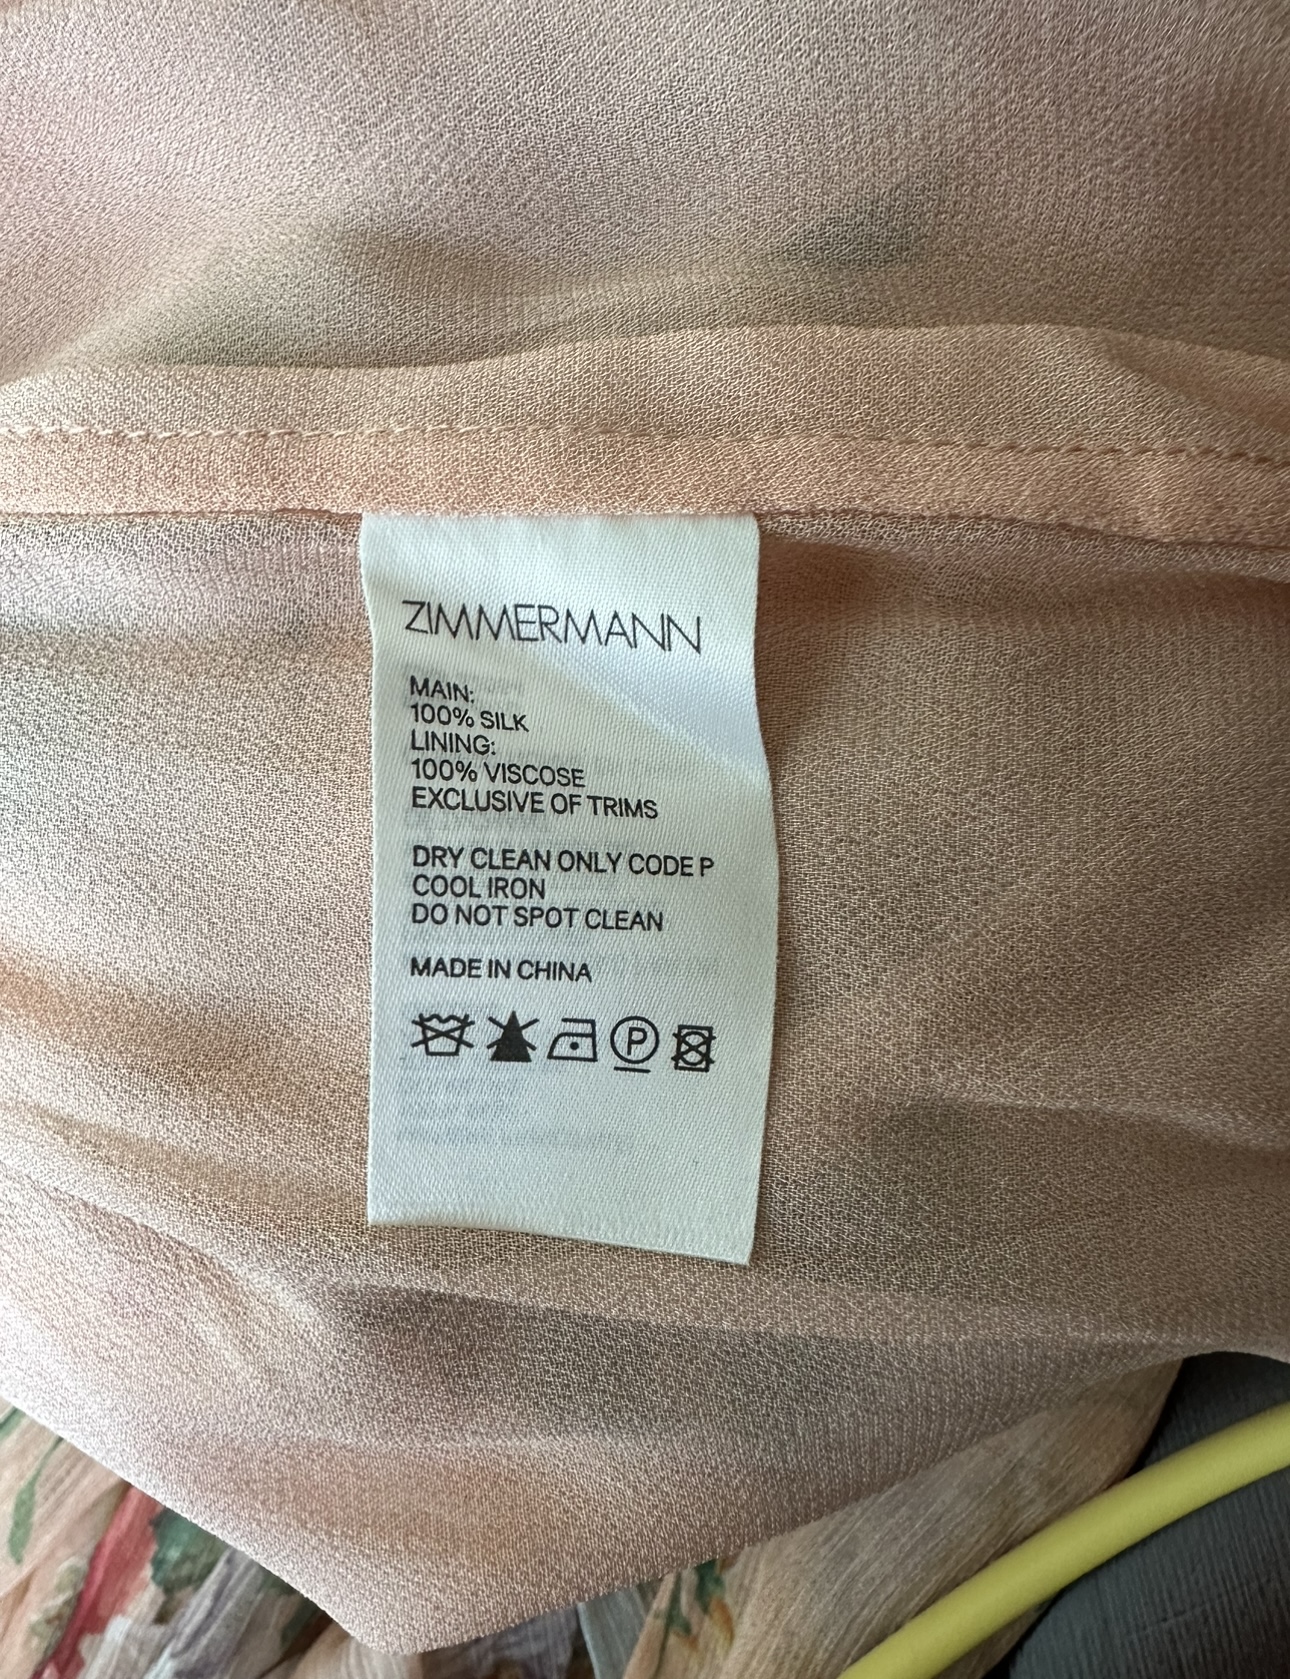 ZIMMERMANN
MAIN:
100% SILK
LINING:
100% VISCOSE
EXCLUSIVE OF TRIMS
DRY CLEAN ONLY CODE P
COOL IRON
DO NOT SPOT CLEAN
MADE IN CHINA
P